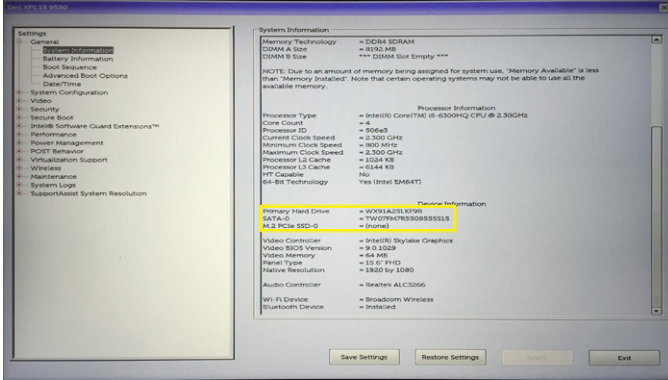 Dell XPS 15 9550
Settings
General
System Information
Battery Information
Boot Sequence
Advanced Boot Options
Date/Time
System Configuration
Video
Security
Secure Boot
Intel® Software Guard Extensions™
Performance
Power Management
POST Behavior
Virtualization Support
Wireless
Maintenance
System Logs
SupportAssist System Resolution
System Information
Memory Technology = DDR4 SDRAM
DIMM A Size = 8192 MB
DIMM B Size *** DIMM Slot Empty ***
NOTE: Due to an amount of memory being assigned for system use, "Memory Available" is less
than "Memory Installed". Note that certain operating systems may not be able to use all the
available memory.
Processor Information
Processor Type = Intel(R) Core(TM) i5-6300HQ CPU @ 2.30GHz
Core Count = 4
Processor ID = 506e3
Current Clock Speed = 2.300 GHz
Minimum Clock Speed = 800 MHz
Maximum Clock Speed = 2.300 GHz
Processor L2 Cache = 1024 KB
Processor L3 Cache = 6144 KB
HT Capable No
64-Bit Technology Yes (Intel EM64T)
Device Information
Primary Hard Drive
SATA-0
M.2 PCIe SSD-0 = {none}
Video Controller = Intel(R) Skylake Graphics
Video BIOS Version = 9.0.1029
Video Memory = 64 MB
Panel Type = 15.6" FHD
Native Resolution = 1920 by 1080
Audio Controller = Realtek ALC3266
Wi-Fi Device = Broadcom Wireless
Bluetooth Device = Installed
Save Settings
Restore Settings
Apply
Exit